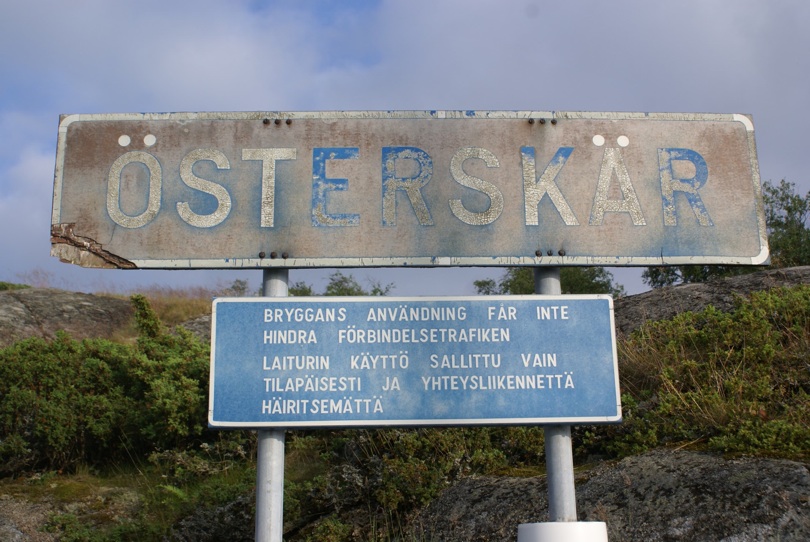 ÖSTERSKÄR
BRYGGANS ANVÄNDNING FÅR INTE
HINDRA FÖRBINDELSETRAFIKEN
LAITURIN KÄYTTÖ SALLITTU VAIN
TILAPÄISESTI JA YHTEYSLIIKENNETTÄ
HÄIRITSEMÄTTÄ